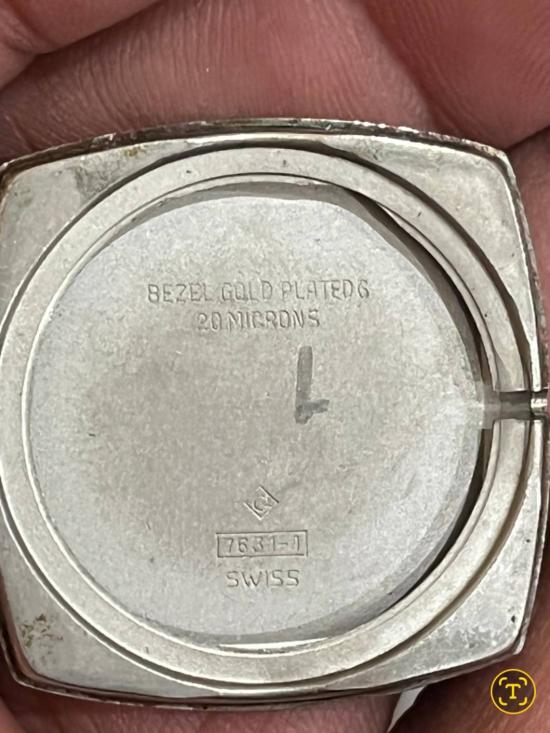 BEZEL GOLD PLATED G
20 MICRONS
7631-1
SWISS